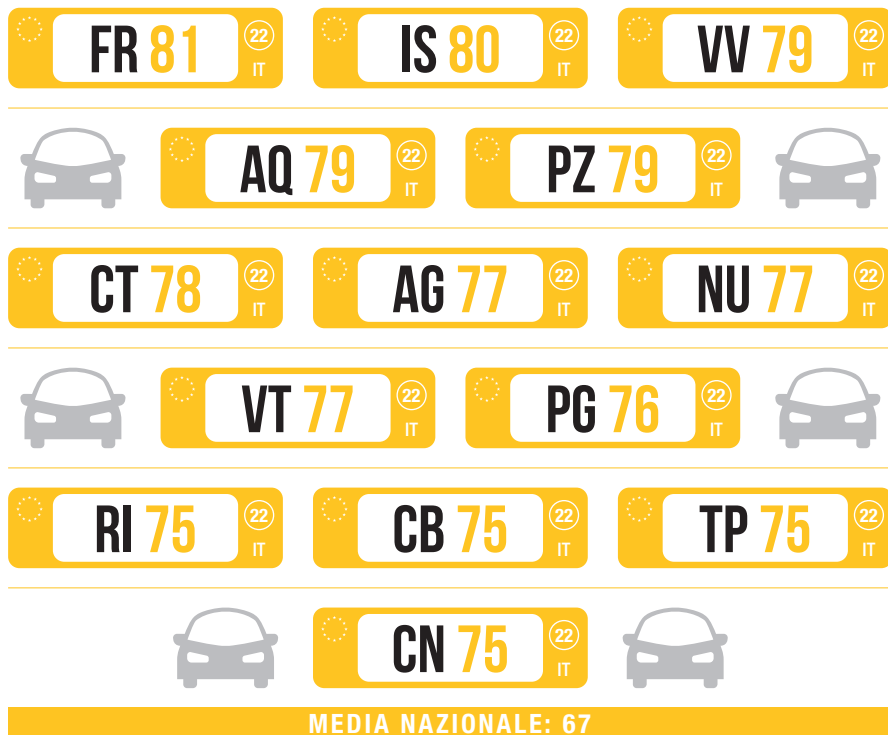 FR 81 22 IT IS 80 22 IT VV 79 22 IT
AQ 79 22 IT PZ 79 22 IT
CT 78 22 IT AG 77 22 IT NU 77 22 IT
VT 77 22 IT PG 76 22 IT
RI 75 22 IT CB 75 22 IT TP 75 22 IT
CN 75 22 IT
MEDIA NAZIONALE: 67